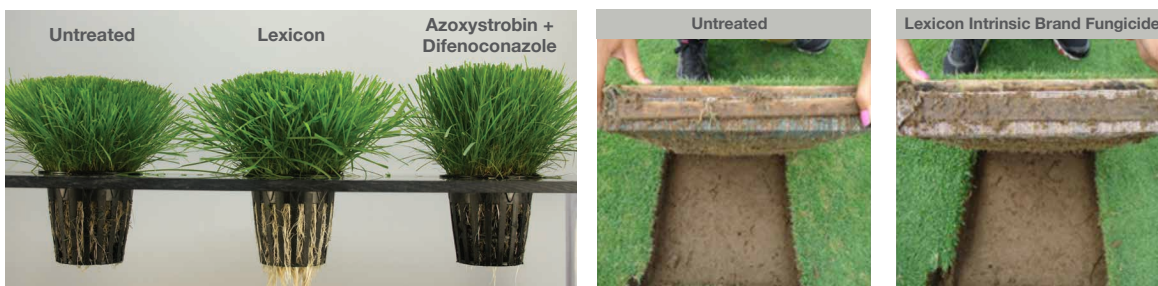 Untreated
Lexicon
Azoxystrobin +
Difenoconazole
Untreated
Lexicon Intrinsic Brand Fungicide